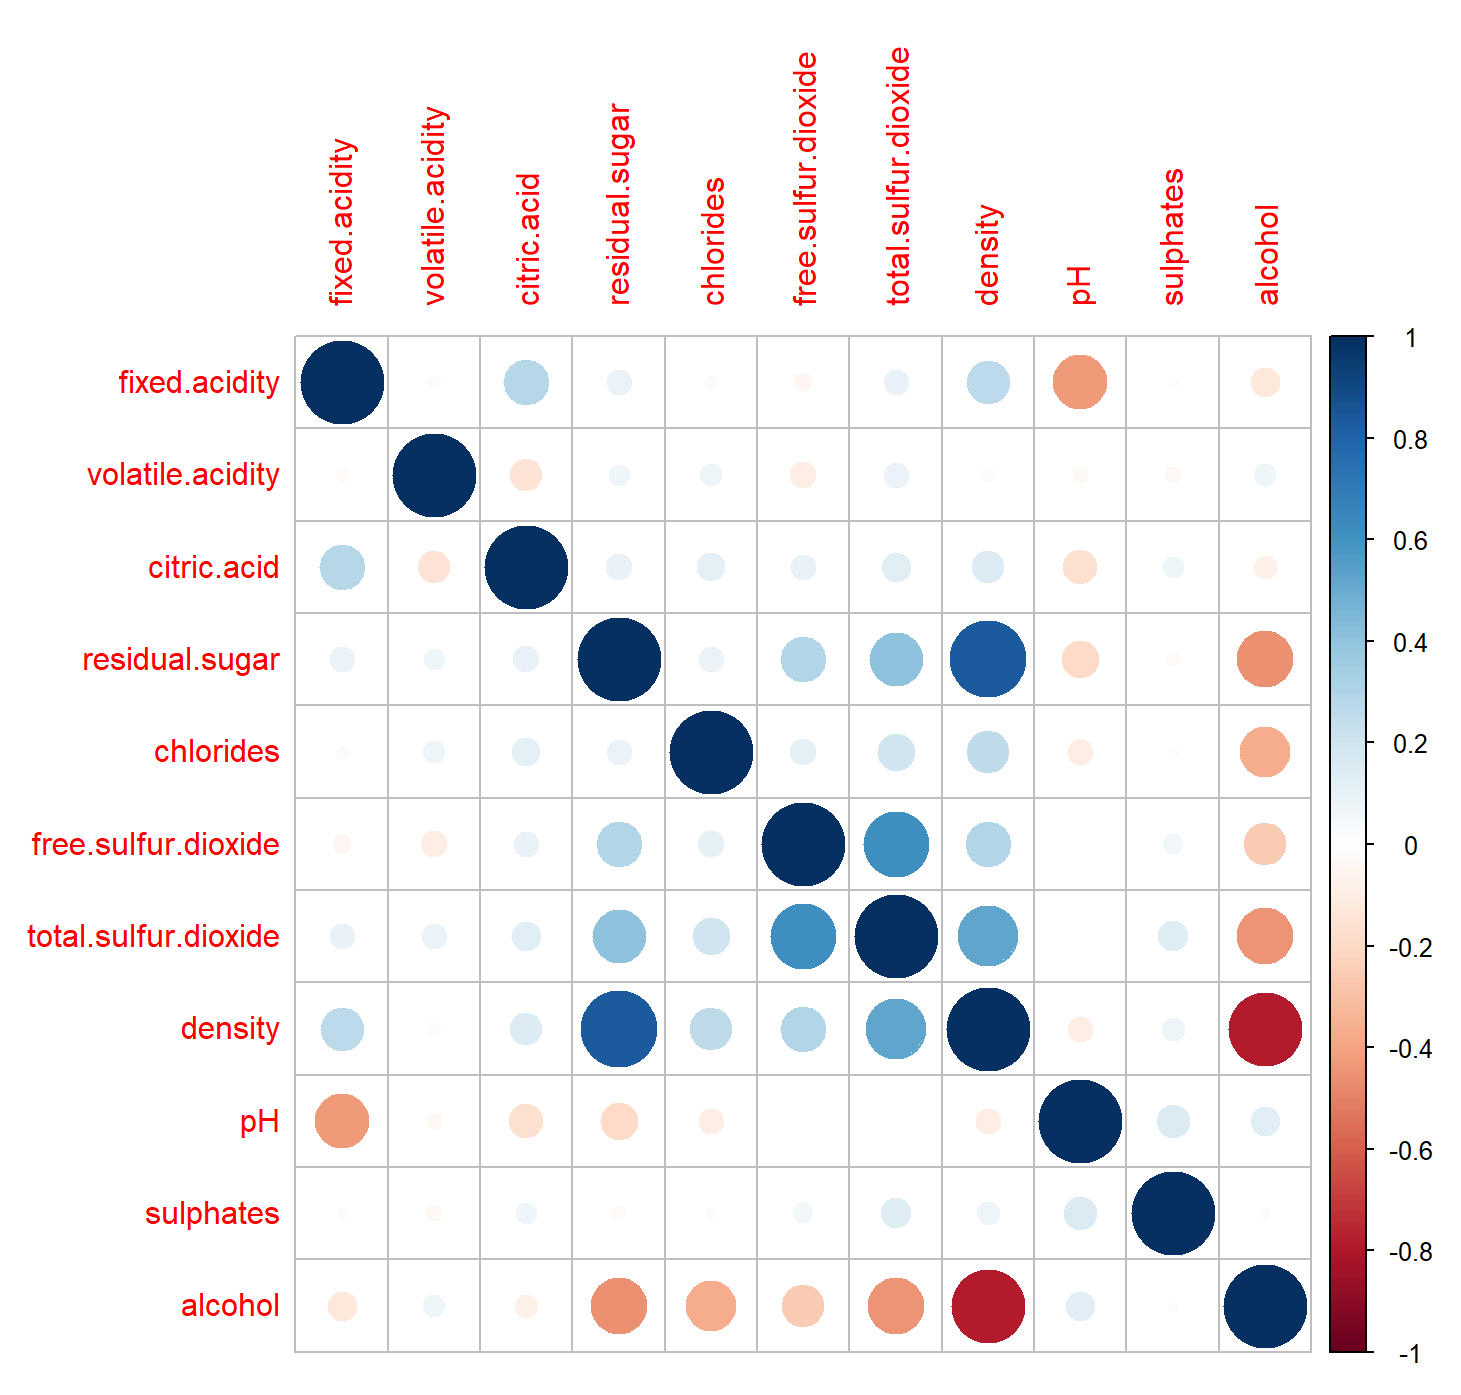 fixed.acidity
volatile.acidity
citric.acid
residual.sugar
chlorides
free.sulfur.dioxide
total.sulfur.dioxide
density
pH
sulphates
alcohol
fixed.acidity
volatile.acidity
citric.acid
residual.sugar
chlorides
free.sulfur.dioxide
total.sulfur.dioxide
density
pH
sulphates
alcohol
1
0.8
0.6
0.4
0.2
0
-0.2
-0.4
-0.6
-0.8
-1